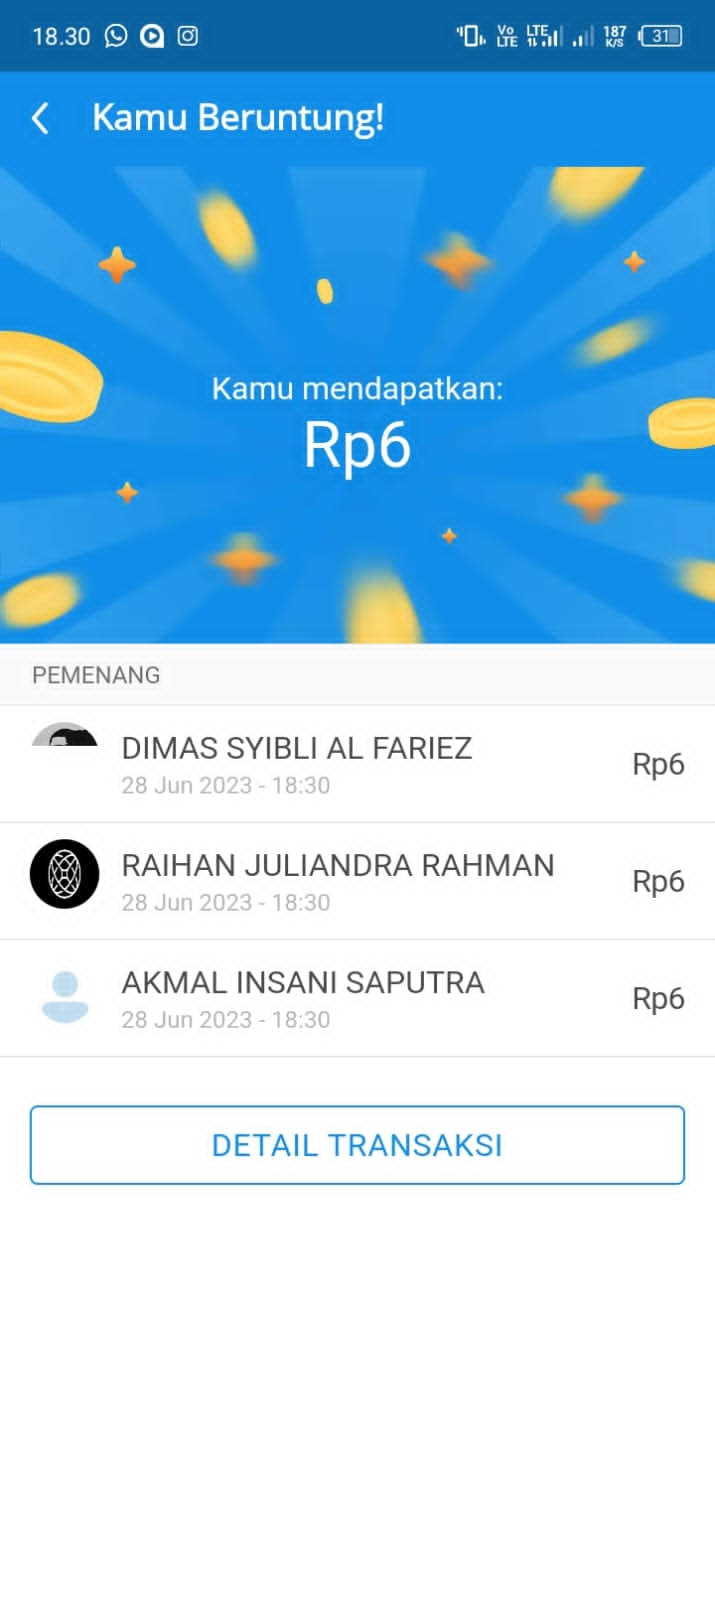 18.30 Vo LTE LTE 187 K/S 31
Kamu Beruntung!
Kamu mendapatkan:
Rp6
PEMENANG
DIMAS SYIBLI AL FARIEZ
28 Jun 2023 - 18:30
Rp6
RAIHAN JULIANDRA RAHMAN
28 Jun 2023 - 18:30
Rp6
AKMAL INSANI SAPUTRA
28 Jun 2023 - 18:30
Rp6
DETAIL TRANSAKSI